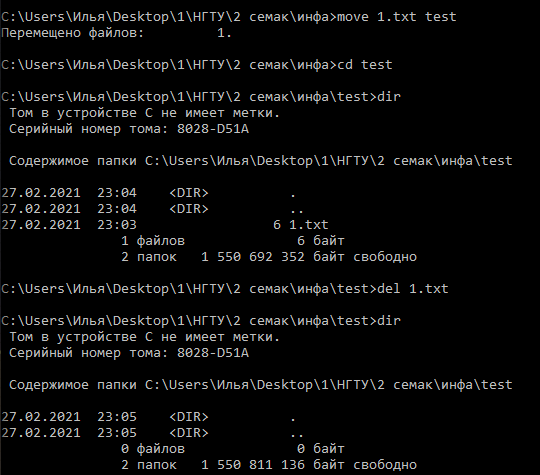 C:\Users\Илья\Desktop\1\НГТУ\2 семак\инфа>move 1.txt test
Перемещено файлов:         1.
C:\Users\Илья\Desktop\1\НГТУ\2 семак\инфа>cd test
C:\Users\Илья\Desktop\1\НГТУ\2 семак\инфа\test>dir
 Том в устройстве C не имеет метки.
 Серийный номер тома: 8028-D51A
 Содержимое папки C:\Users\Илья\Desktop\1\НГТУ\2 семак\инфа\test
27.02.2021  23:04    <DIR>          .
27.02.2021  23:04    <DIR>          ..
27.02.2021  23:03                 6 1.txt
               1 файлов              6 байт
               2 папок   1 550 692 352 байт свободно
C:\Users\Илья\Desktop\1\НГТУ\2 семак\инфа\test>del 1.txt
C:\Users\Илья\Desktop\1\НГТУ\2 семак\инфа\test>dir
 Том в устройстве C не имеет метки.
 Серийный номер тома: 8028-D51A
 Содержимое папки C:\Users\Илья\Desktop\1\НГТУ\2 семак\инфа\test
27.02.2021  23:05    <DIR>          .
27.02.2021  23:05    <DIR>          ..
               0 файлов              0 байт
               2 папок   1 550 811 136 байт свободно